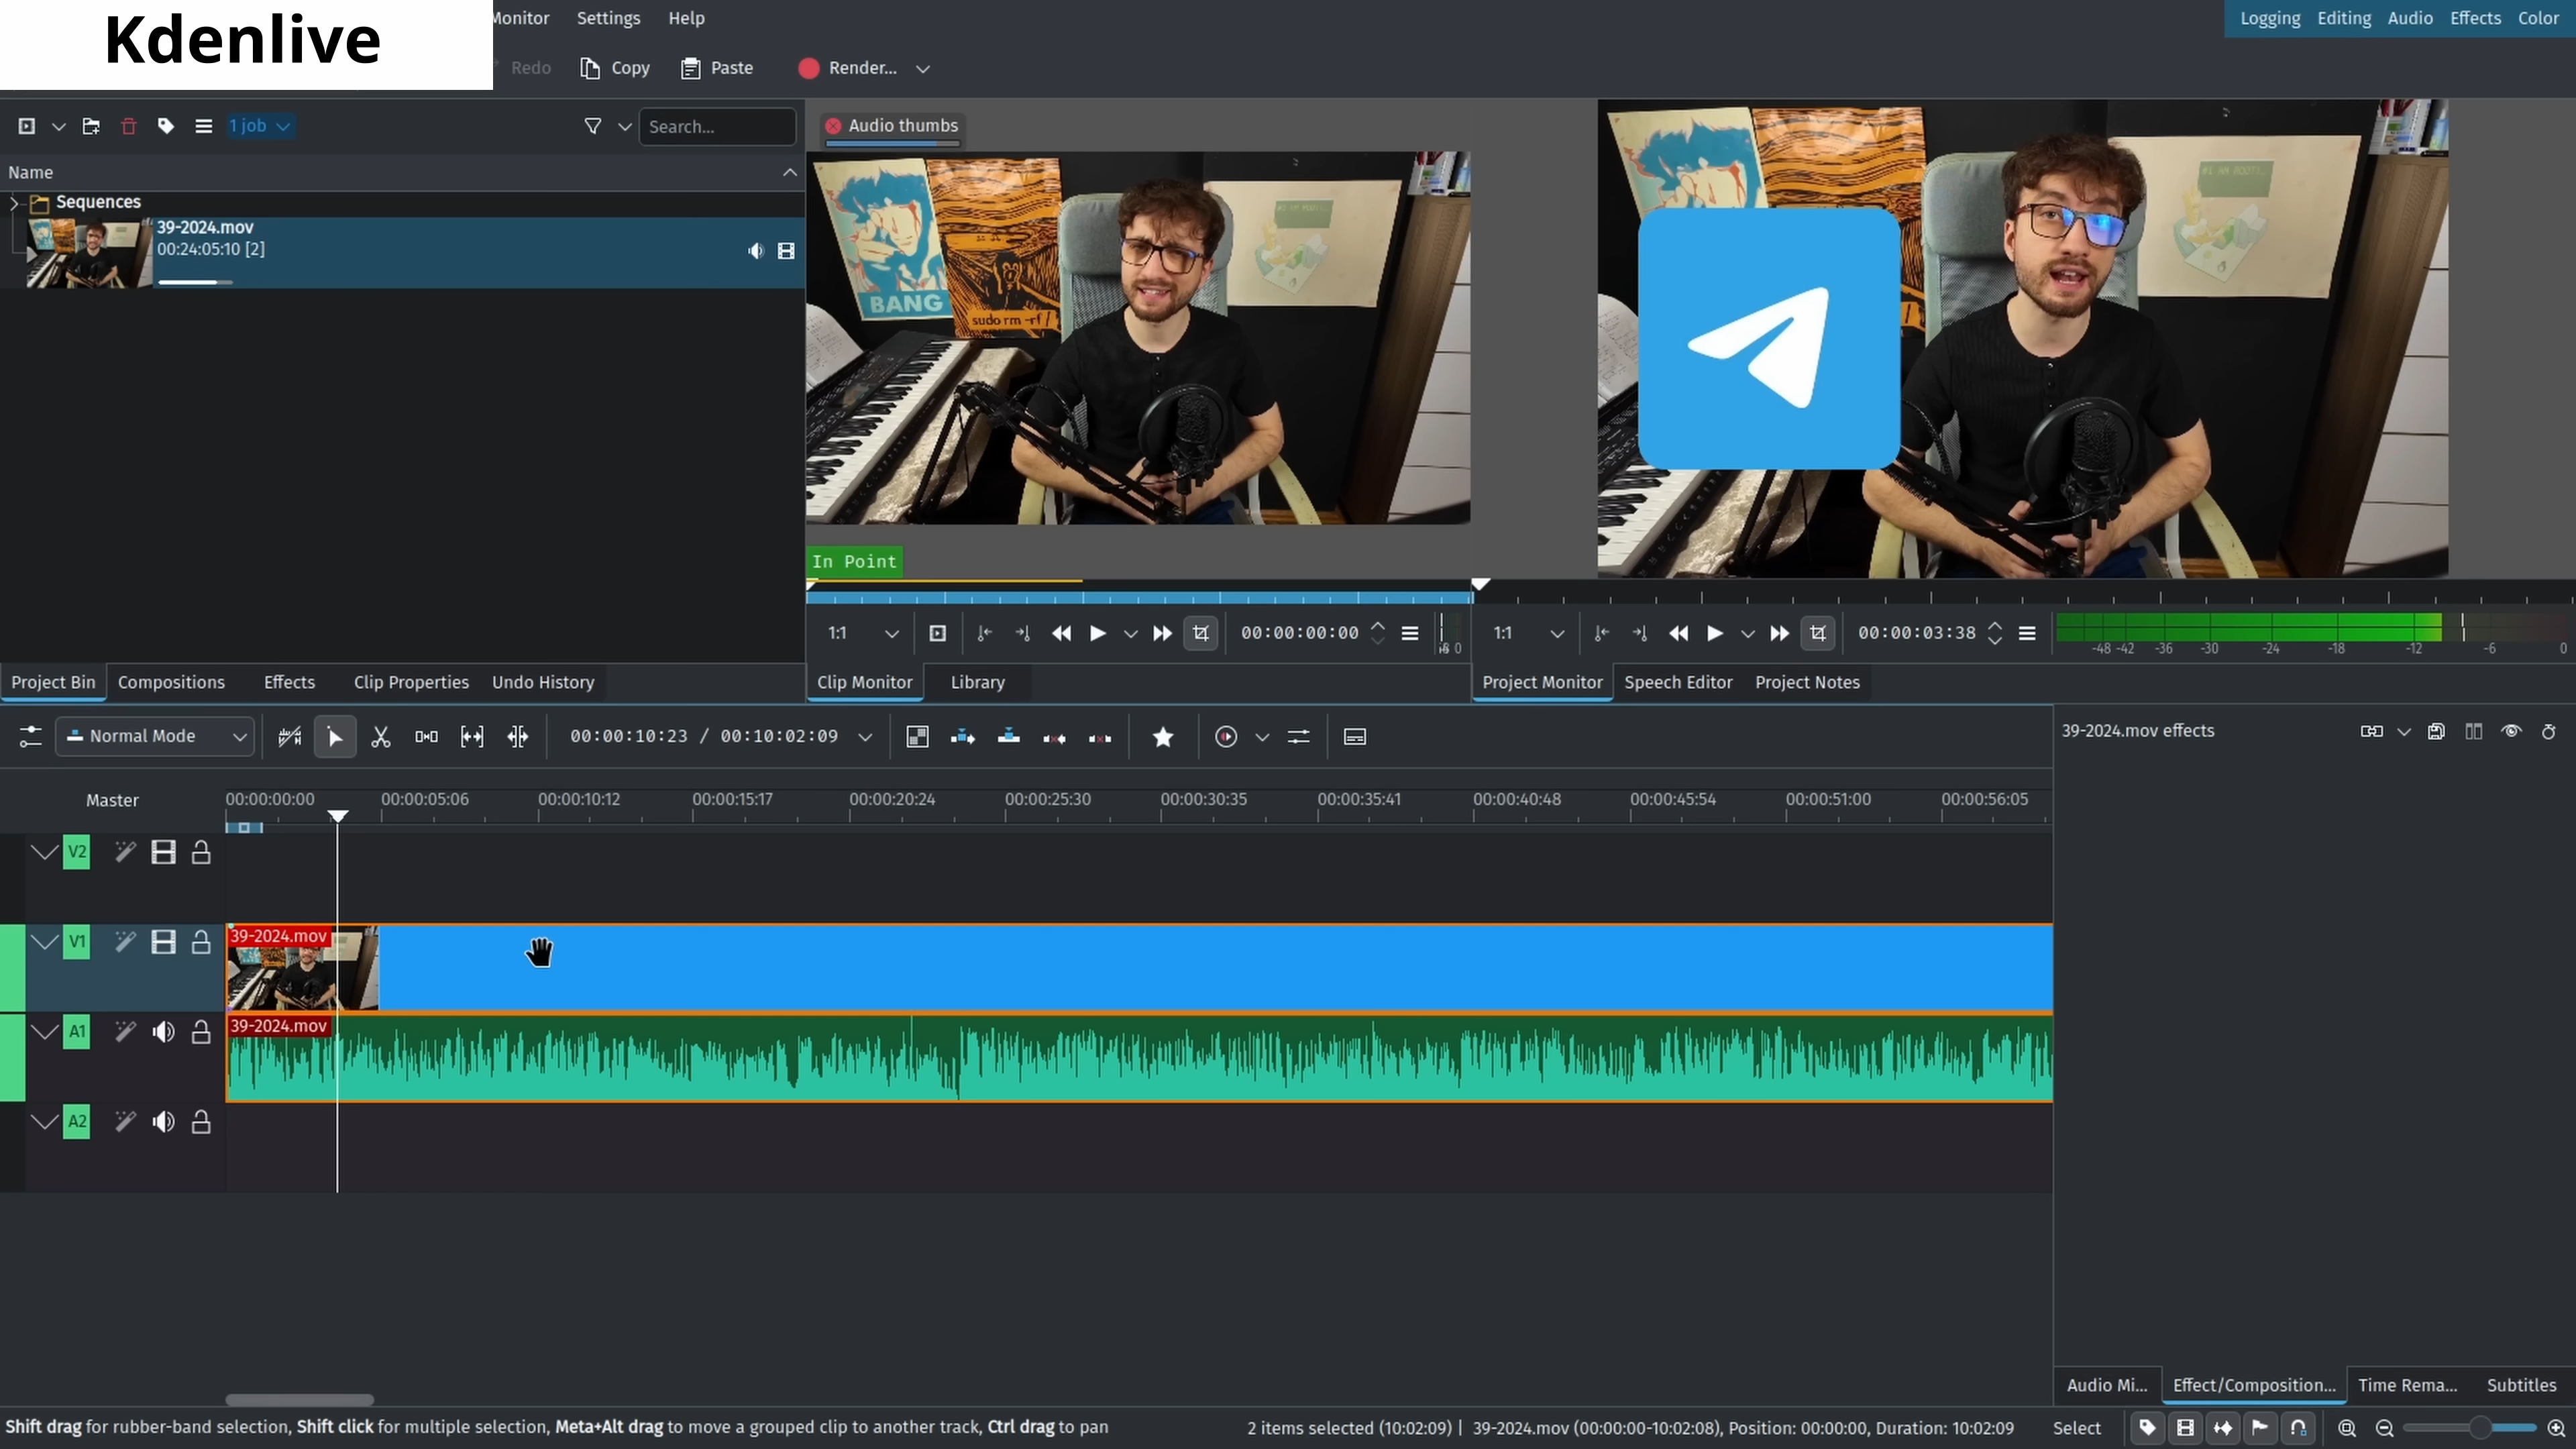 Kdenlive
Monitor Settings Help
Logging Editing Audio Effects Color
Redo Copy Paste Render...
1 job Search...
Name
Sequences
39-2024.mov
00:24:05:10 [2]
Audio thumbs
BANG
sudo rm -rf /
In Point
1:1 00:00:00:00 0
1:1 00:00:03:38 -48 -42 -36 -30 -24 -18 -12 -6 0
Project Bin Compositions Effects Clip Properties Undo History
Clip Monitor Library
Project Monitor Speech Editor Project Notes
Normal Mode 00:00:10:23 / 00:10:02:09
39-2024.mov effects
Master 00:00:00:00 00:00:05:06 00:00:10:12 00:00:15:17 00:00:20:24 00:00:25:30 00:00:30:35 00:00:35:41 00:00:40:48 00:00:45:54 00:00:51:00 00:00:56:05
V2
V1 39-2024.mov
A1 39-2024.mov
A2
Audio Mi... Effect/Composition... Time Rema... Subtitles
Shift drag for rubber-band selection, Shift click for multiple selection, Meta+Alt drag to move a grouped clip to another track, Ctrl drag to pan
2 items selected (10:02:09) | 39-2024.mov (00:00:00-10:02:08), Position: 00:00:00, Duration: 10:02:09 Select